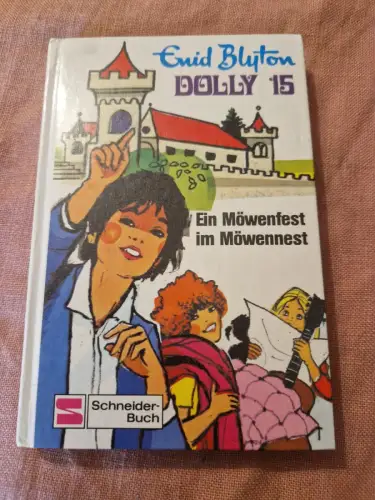 Enid Blyton
DOLLY 15
Ein Möwenfest
im Möwennest
Schneider-
Buch